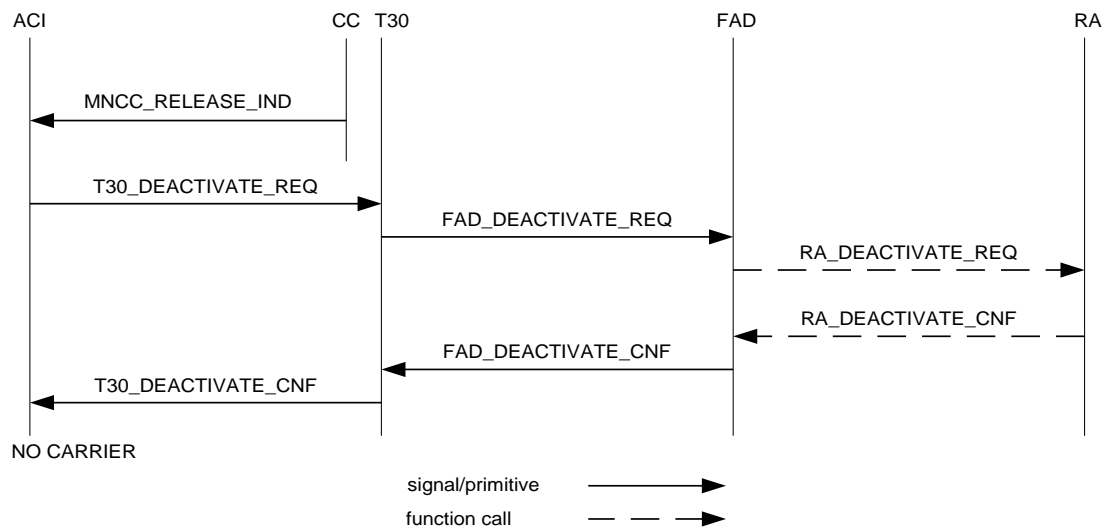 ACI
CC
T30
FAD
RA
MNCC_RELEASE_IND
T30_DEACTIVATE_REQ
FAD_DEACTIVATE_REQ
RA_DEACTIVATE_REQ
RA_DEACTIVATE_CNF
FAD_DEACTIVATE_CNF
T30_DEACTIVATE_CNF
NO CARRIER
signal/primitive
function call